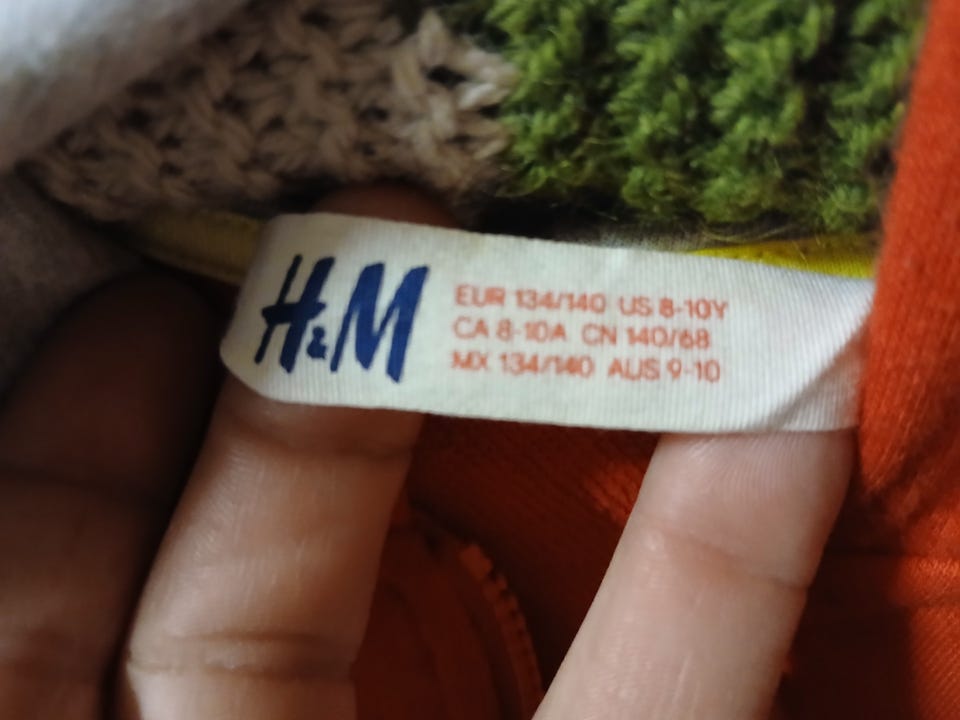 H&M
EUR 134/140 US 8-10Y
CA 8-10A CN 140/68
MX 134/140 AUS 9-10